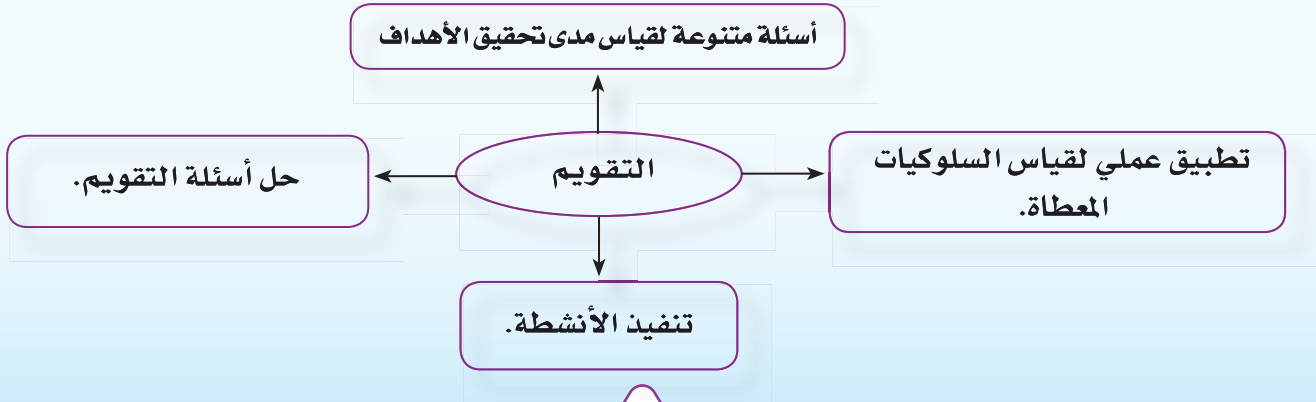 أسئلة متنوعة لقياس مدى تحقيق الأهداف
تطبيق عملي لقياس السلوكيات
المعطاة.
التقويم
حل أسئلة التقويم.
تنفيذ الأنشطة.